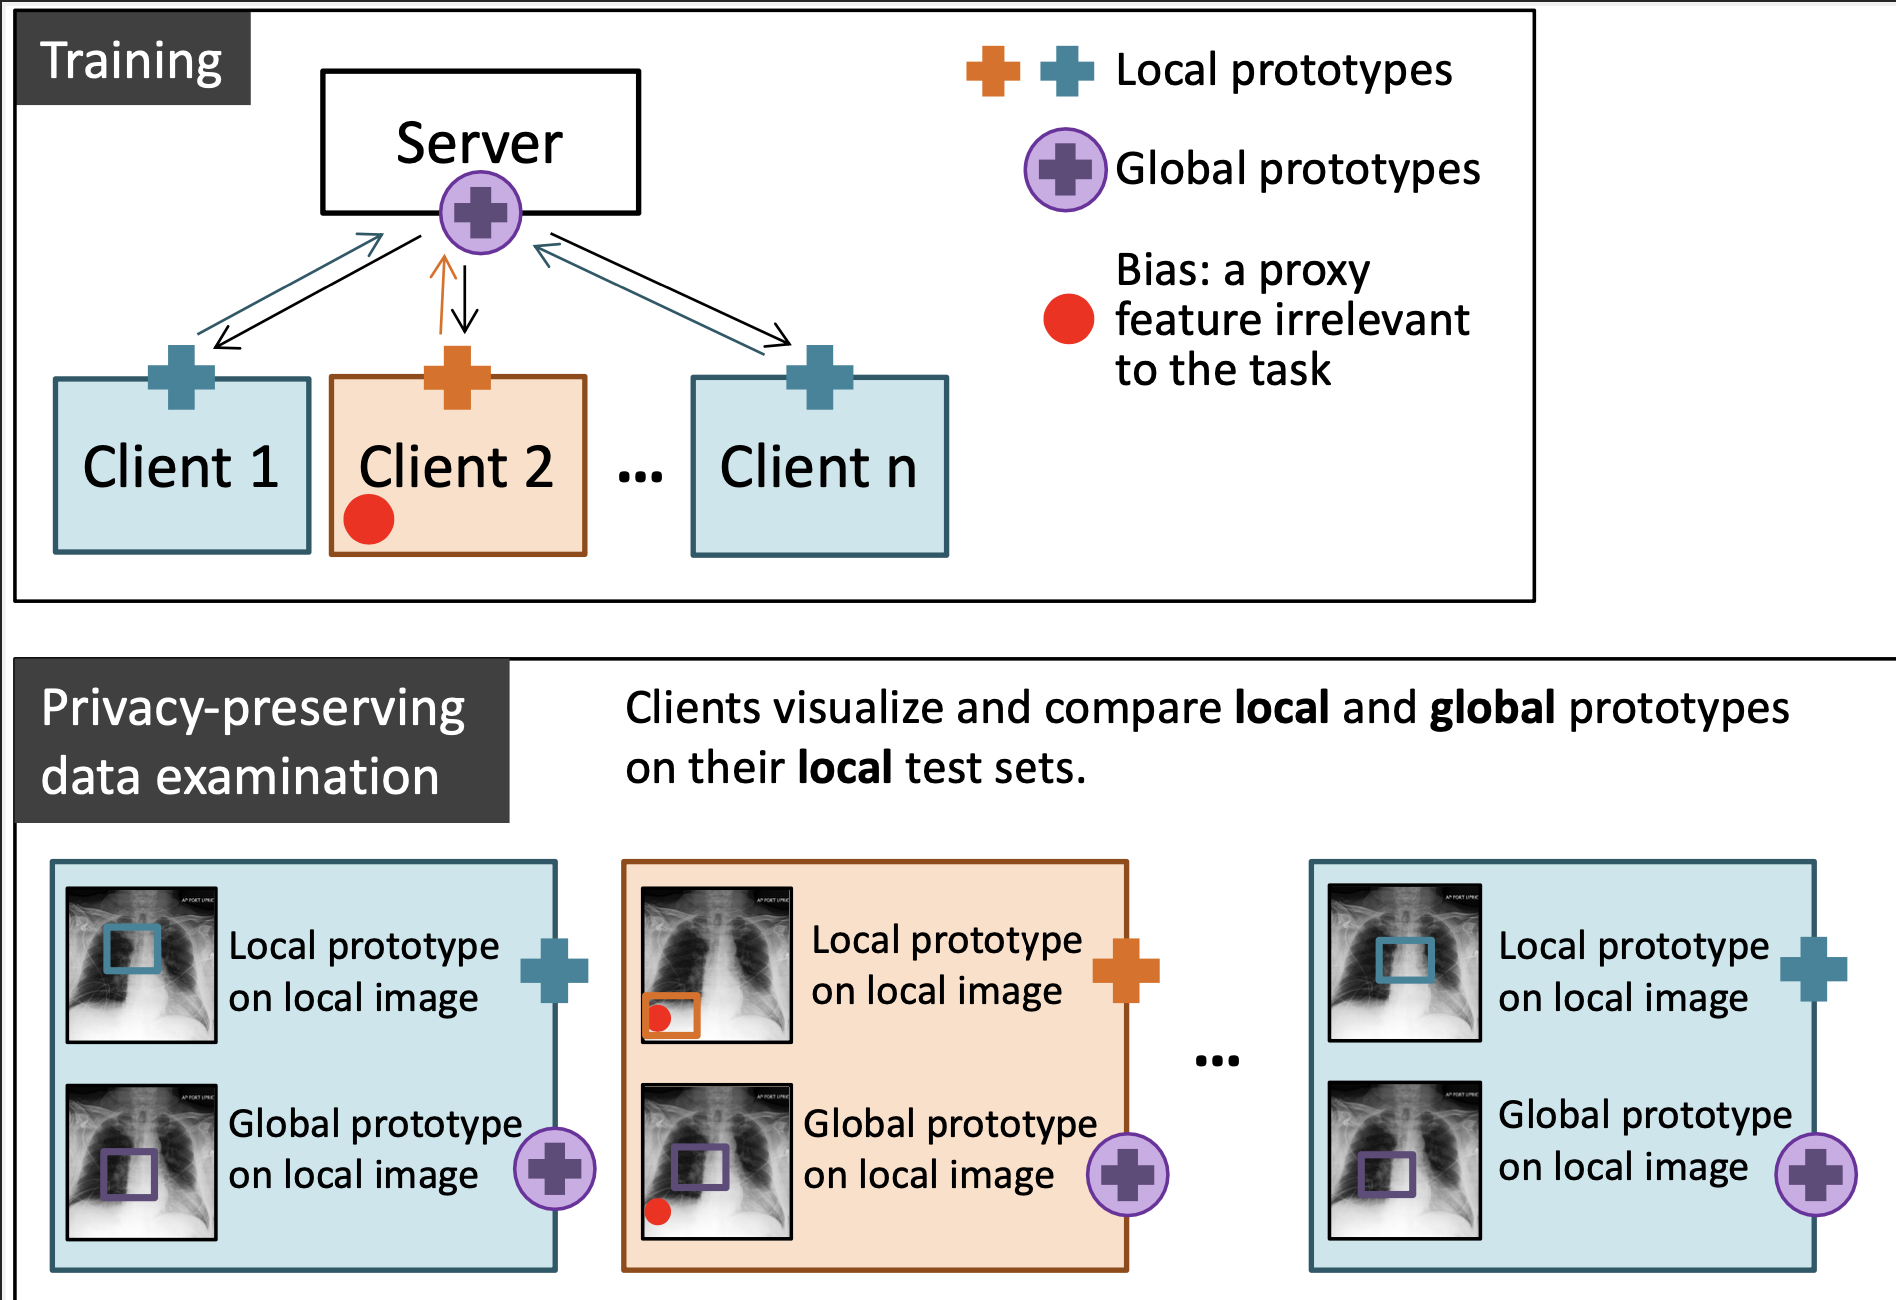 Training
Server
Local prototypes
Global prototypes
Bias: a proxy
feature irrelevant
to the task
Client 1
Client 2
...
Client n
Privacy-preserving
data examination
Clients visualize and compare local and global prototypes
on their local test sets.
Local prototype
on local image
Global prototype
on local image
Local prototype
on local image
Global prototype
on local image
...
Local prototype
on local image
Global prototype
on local image